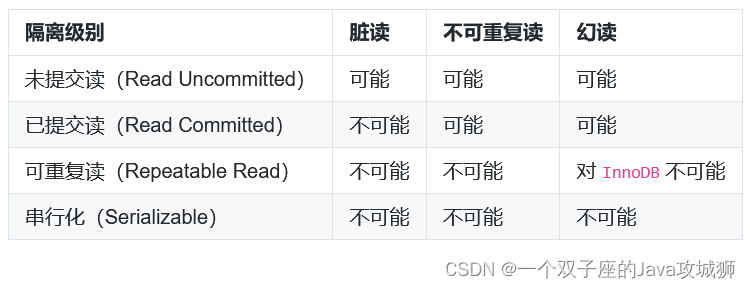 隔离级别 脏读 不可重复读 幻读
未提交读（Read Uncommitted） 可能 可能 可能
已提交读（Read Committed） 不可能 可能 可能
可重复读（Repeatable Read） 不可能 不可能 对 InnoDB 不可能
串行化（Serializable） 不可能 不可能 不可能
CSDN @一个双子座的Java攻城狮